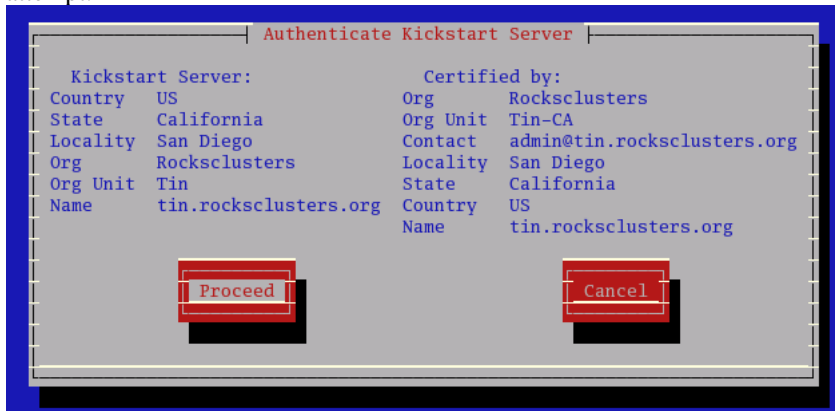 Authenticate Kickstart Server
Kickstart Server:
Country US
State California
Locality San Diego
Org Rocksclusters
Org Unit Tin
Name tin.rocksclusters.org
Certified by:
Org Rocksclusters
Org Unit Tin-CA
Contact admin@tin.rocksclusters.org
Locality San Diego
State California
Country US
Name tin.rocksclusters.org
Proceed
Cancel